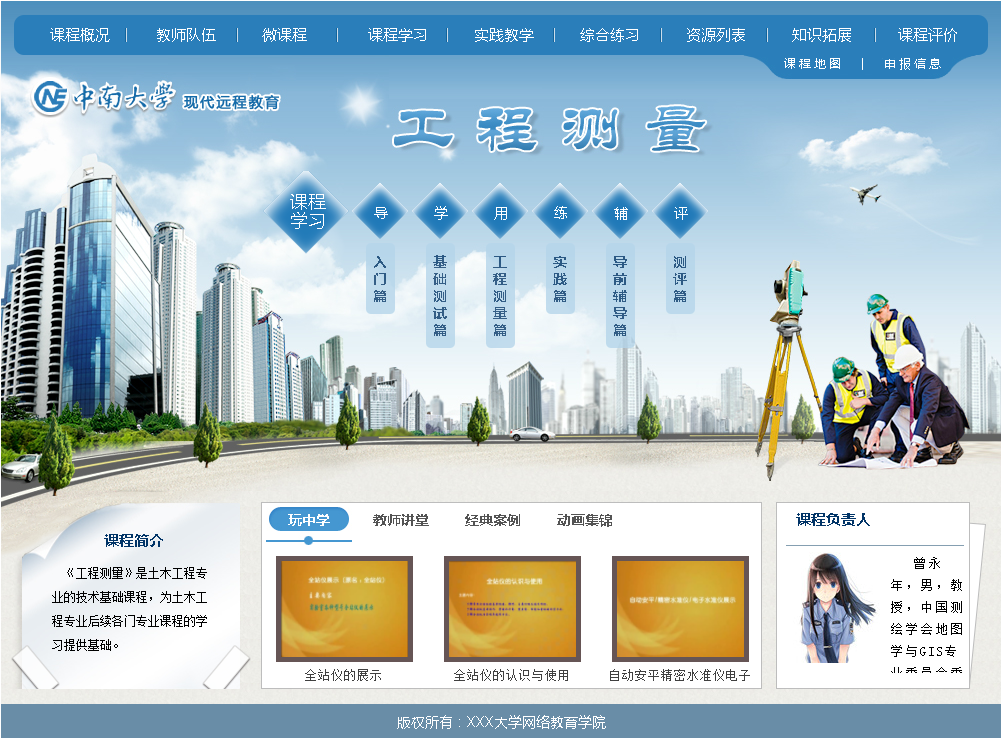 课程概况 教师队伍 微课程 课程学习 实践教学 综合练习 资源列表 知识拓展 课程评价
课程地图 申报信息
中南大学 现代远程教育
工程测量
课程学习
导 学 用 练 辅 评
入门篇
基础测试篇
工程测量篇
实践篇
导前辅导篇
测评篇
课程简介
《工程测量》是土木工程专
业的技术基础课程，为土木工
程专业后续各门专业课程的学
习提供基础。
玩中学 教师讲堂 经典案例 动画集锦
全站仪的认识与使用
自动安平/精密水准仪/电子水准仪展示
全站仪的展示 全站仪的认识与使用 自动安平精密水准仪电子
课程负责人
曾永
年，男，教
授，中国测
绘学会地图
学与GIS专
版权所有：XXX大学网络教育学院